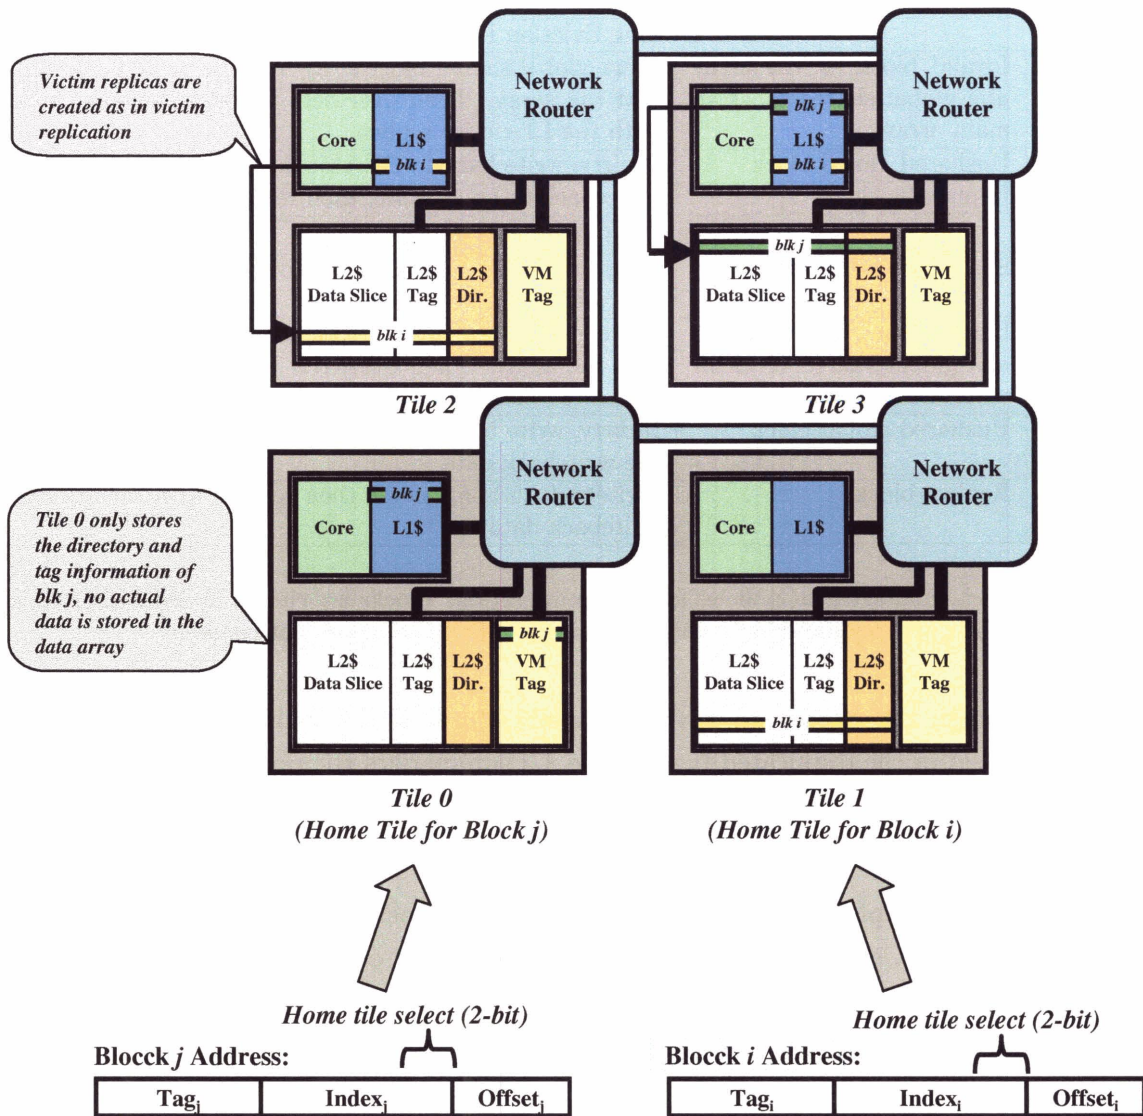 Victim replicas are
created as in victim
replication
Network
Router
Core
L1$
blk i
L2$
Data Slice
L2$
Tag
L2$
Dir.
VM
Tag
blk i
Tile 2
Network
Router
Core
blk j
L1$
blk i
blk j
L2$
Data Slice
L2$
Tag
L2$
Dir.
VM
Tag
Tile 3
Tile 0 only stores
the directory and
tag information of
blk j, no actual
data is stored in the
data array
Network
Router
Core
blk j
L1$
L2$
Data Slice
L2$
Tag
L2$
Dir.
blk j
VM
Tag
Tile 0
(Home Tile for Block j)
Network
Router
Core
L1$
L2$
Data Slice
L2$
Tag
L2$
Dir.
VM
Tag
blk i
Tile 1
(Home Tile for Block i)
Home tile select (2-bit)
Blocck j Address:
Tagj
Indexj
Offsetj
Home tile select (2-bit)
Blocck i Address:
Tagi
Indexi
Offseti